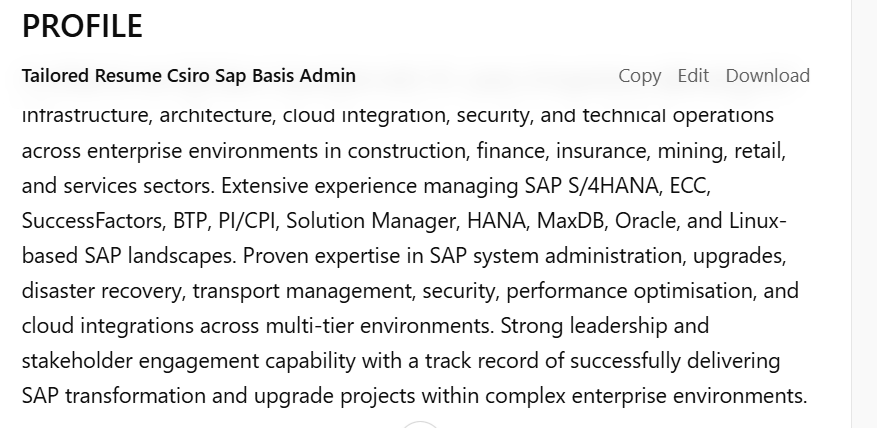 PROFILE
Tailored Resume Csiro Sap Basis Admin
Copy Edit Download
infrastructure, architecture, cloud integration, security, and technical operations
across enterprise environments in construction, finance, insurance, mining, retail,
and services sectors. Extensive experience managing SAP S/4HANA, ECC,
SuccessFactors, BTP, PI/CPI, Solution Manager, HANA, MaxDB, Oracle, and Linux-
based SAP landscapes. Proven expertise in SAP system administration, upgrades,
disaster recovery, transport management, security, performance optimisation, and
cloud integrations across multi-tier environments. Strong leadership and
stakeholder engagement capability with a track record of successfully delivering
SAP transformation and upgrade projects within complex enterprise environments.